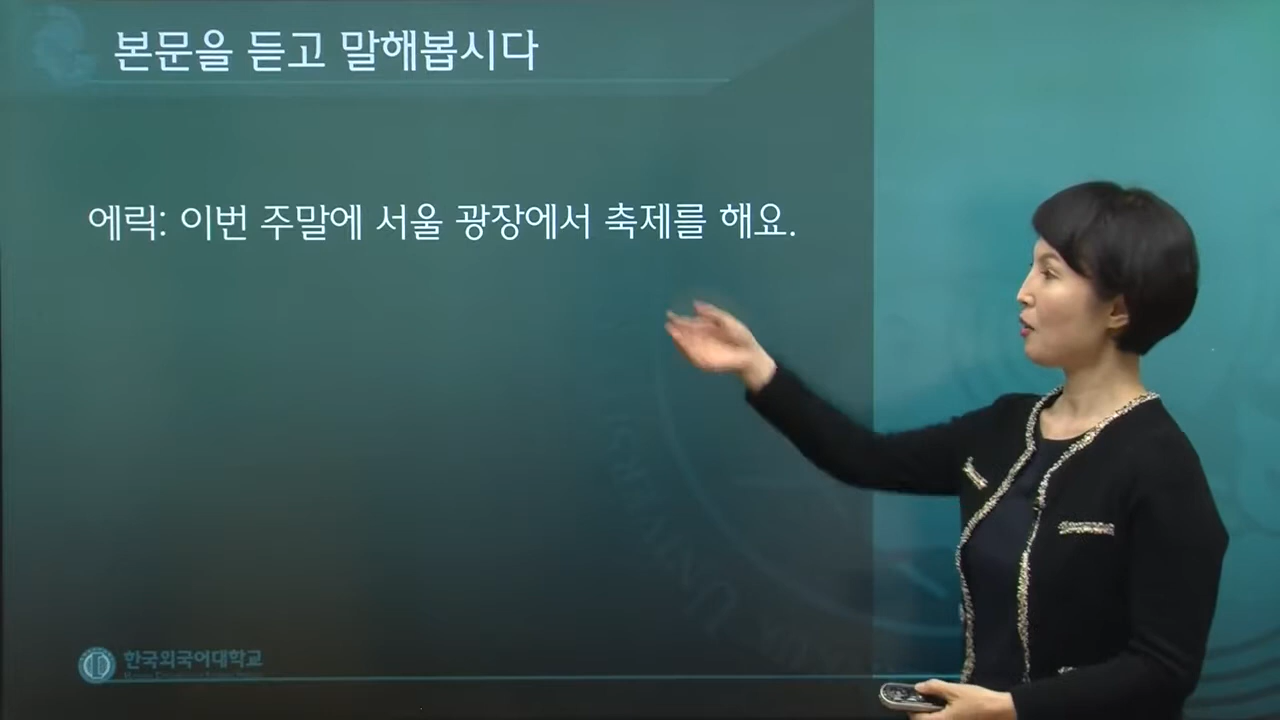 본문을 듣고 말해봅시다
에릭: 이번 주말에 서울 광장에서 축제를 해요.
한국외국어대학교